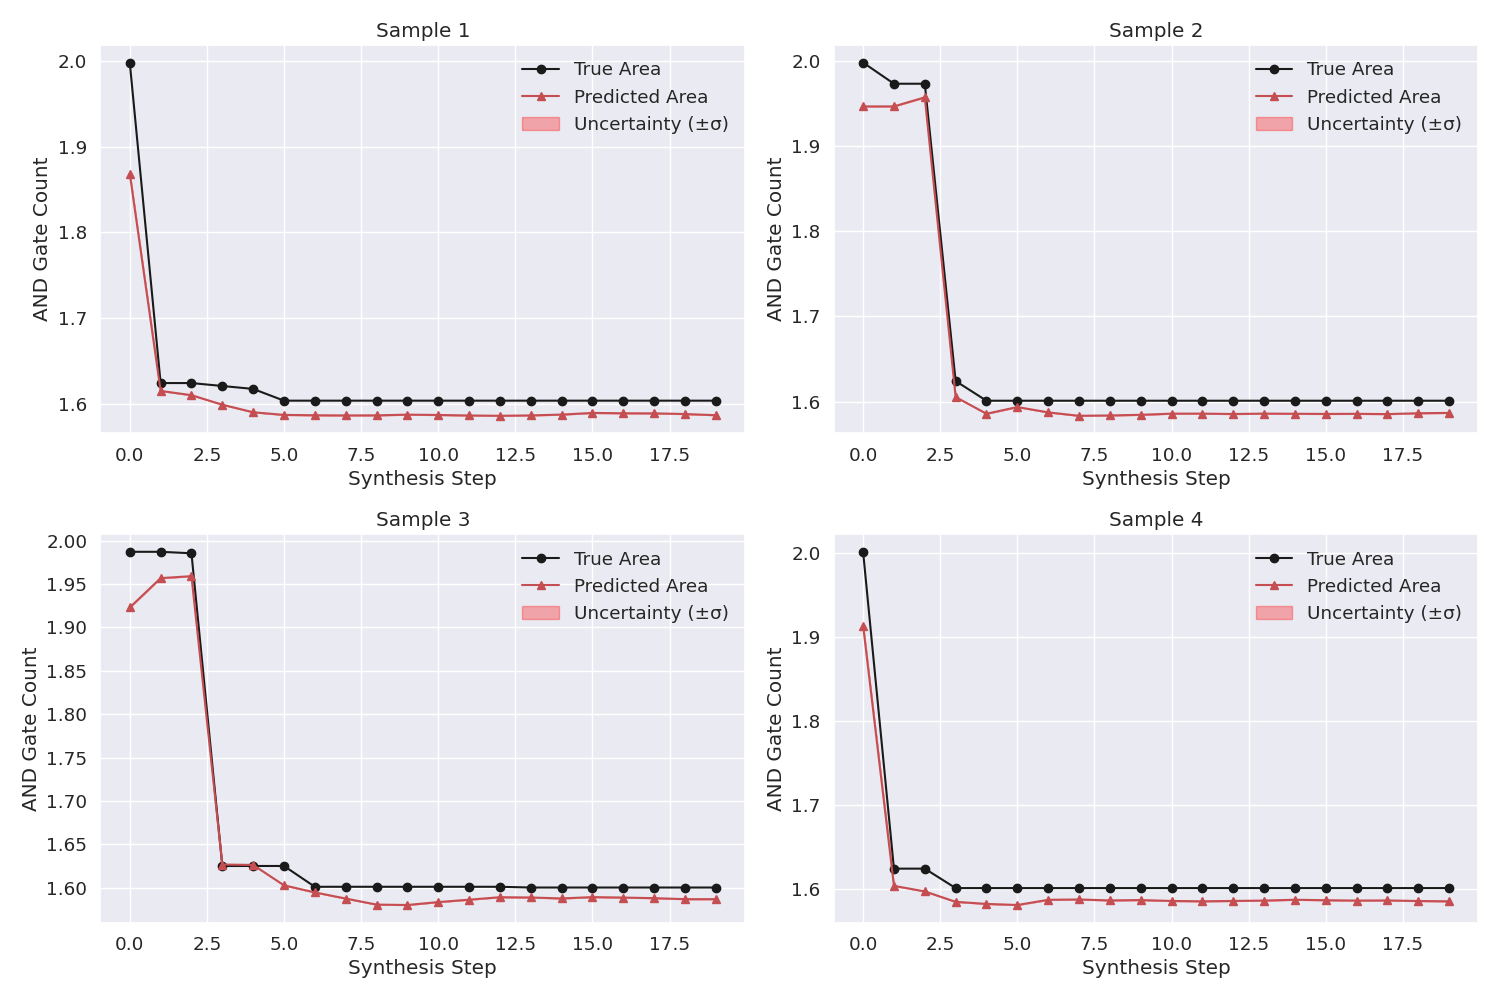 Sample 1
True Area
Predicted Area
Uncertainty (±σ)
AND Gate Count
2.0
1.9
1.8
1.7
1.6
0.0 2.5 5.0 7.5 10.0 12.5 15.0 17.5
Synthesis Step
Sample 2
True Area
Predicted Area
Uncertainty (±σ)
AND Gate Count
2.0
1.9
1.8
1.7
1.6
0.0 2.5 5.0 7.5 10.0 12.5 15.0 17.5
Synthesis Step
Sample 3
True Area
Predicted Area
Uncertainty (±σ)
AND Gate Count
2.00
1.95
1.90
1.85
1.80
1.75
1.70
1.65
1.60
0.0 2.5 5.0 7.5 10.0 12.5 15.0 17.5
Synthesis Step
Sample 4
True Area
Predicted Area
Uncertainty (±σ)
AND Gate Count
2.0
1.9
1.8
1.7
1.6
0.0 2.5 5.0 7.5 10.0 12.5 15.0 17.5
Synthesis Step